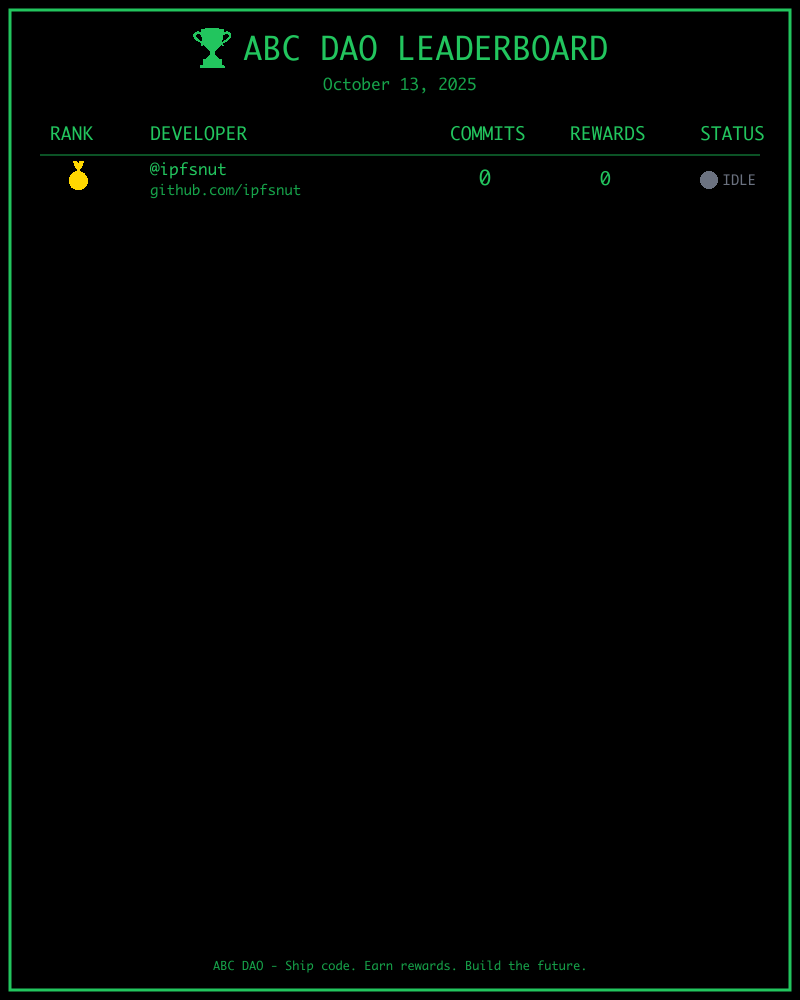 ABC DAO LEADERBOARD
October 13, 2025
RANK DEVELOPER COMMITS REWARDS STATUS
@ipfsnut 0 0 IDLE
github.com/ipfsnut
ABC DAO - Ship code. Earn rewards. Build the future.